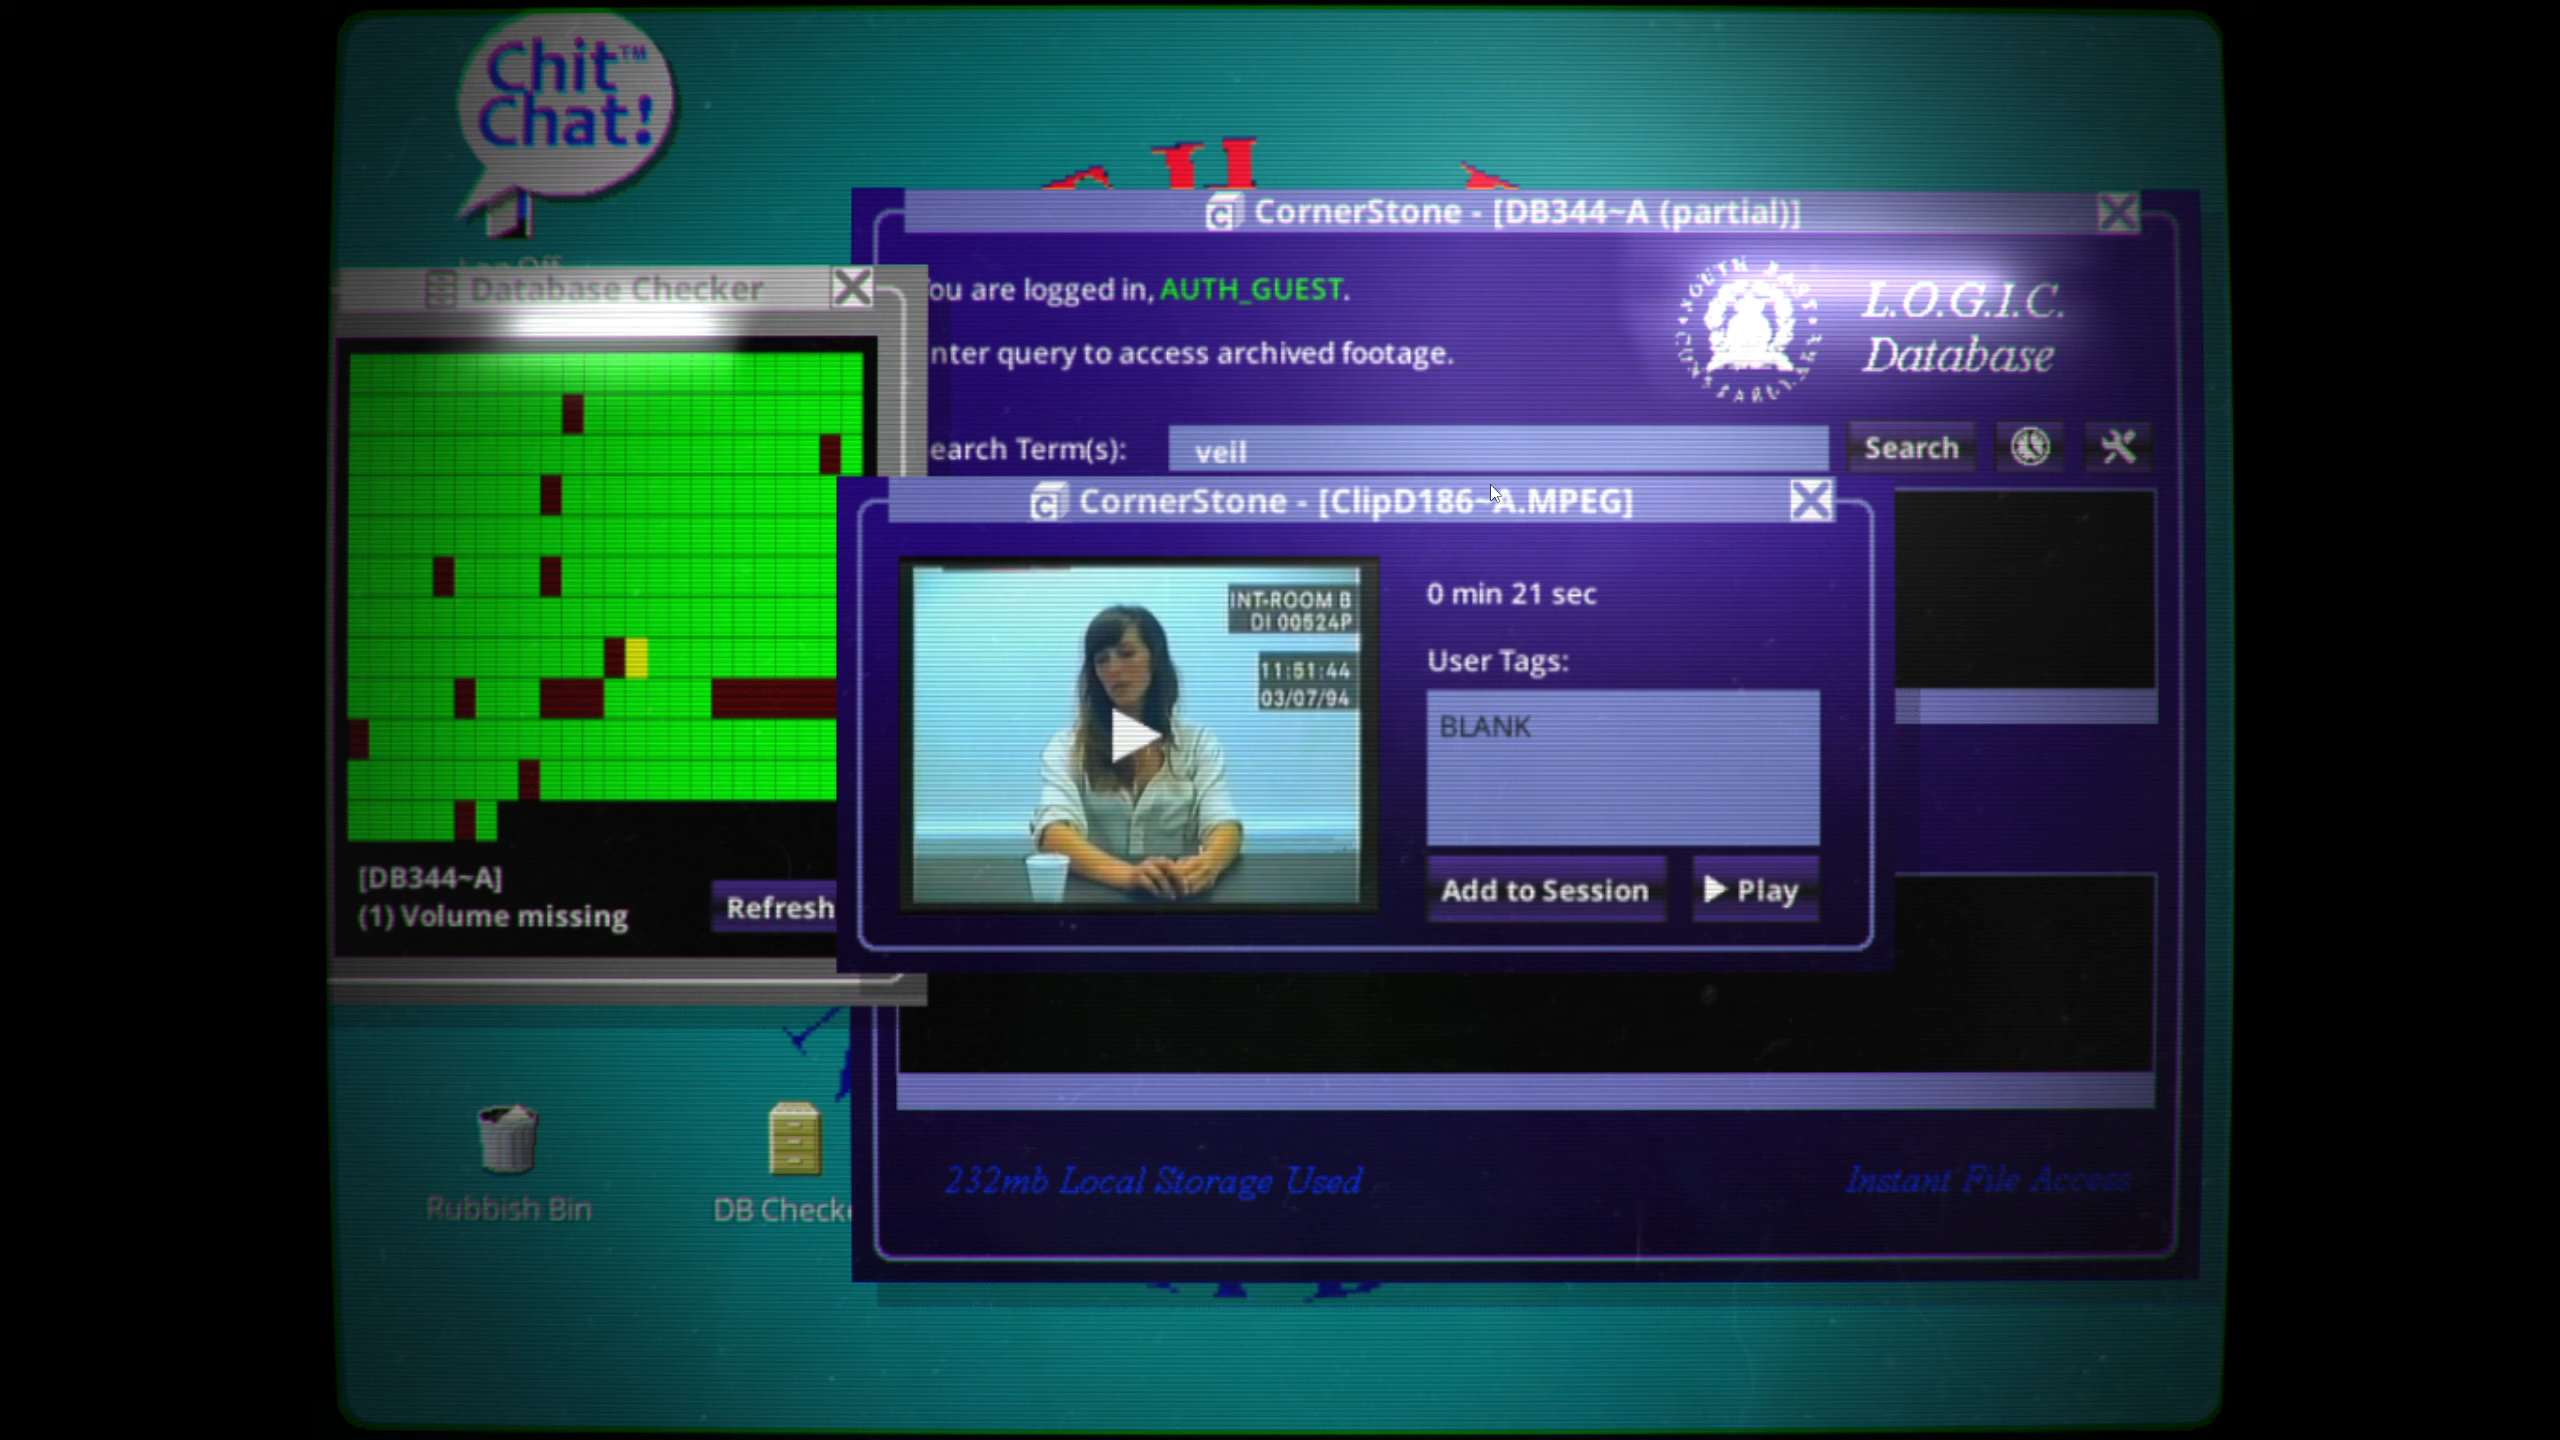 Chit™
Chat!
Database Checker
[DB344~A]
(1) Volume missing
Refresh
CornerStone - [DB344~A (partial)]
ou are logged in, AUTH_GUEST.
nter query to access archived footage.
L.O.G.I.C.
Database
earch Term(s):
veil
Search
CornerStone - [ClipD186~A.MPEG]
INT-ROOM B
DI 00524P
11:51:44
03/07/94
0 min 21 sec
User Tags:
BLANK
Add to Session
Play
232mb Local Storage Used
Instant File Access
Rubbish Bin
DB Checke